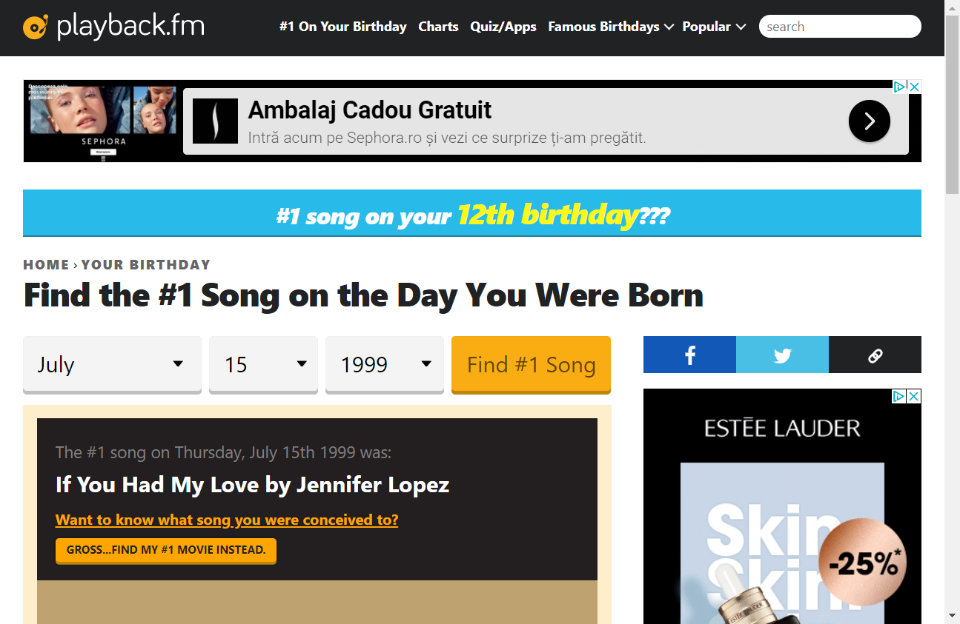 playback.fm
#1 On Your Birthday Charts Quiz/Apps Famous Birthdays Popular search
SEPHORA
Ambalaj Cadou Gratuit
Intră acum pe Sephora.ro și vezi ce surprize ți-am pregătit.
#1 song on your 12th birthday???
HOME › YOUR BIRTHDAY
Find the #1 Song on the Day You Were Born
July 15 1999 Find #1 Song
The #1 song on Thursday, July 15th 1999 was:
If You Had My Love by Jennifer Lopez
Want to know what song you were conceived to?
GROSS...FIND MY #1 MOVIE INSTEAD.
ESTĒE LAUDER
Skin
Skin
-25%*